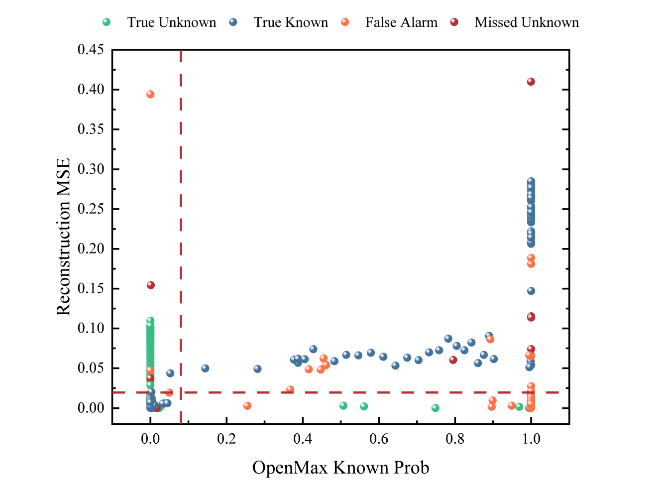 True Unknown True Known False Alarm Missed Unknown
0.45
0.40
0.35
0.30
0.25
0.20
0.15
0.10
0.05
0.00
Reconstruction MSE
0.0 0.2 0.4 0.6 0.8 1.0
OpenMax Known Prob